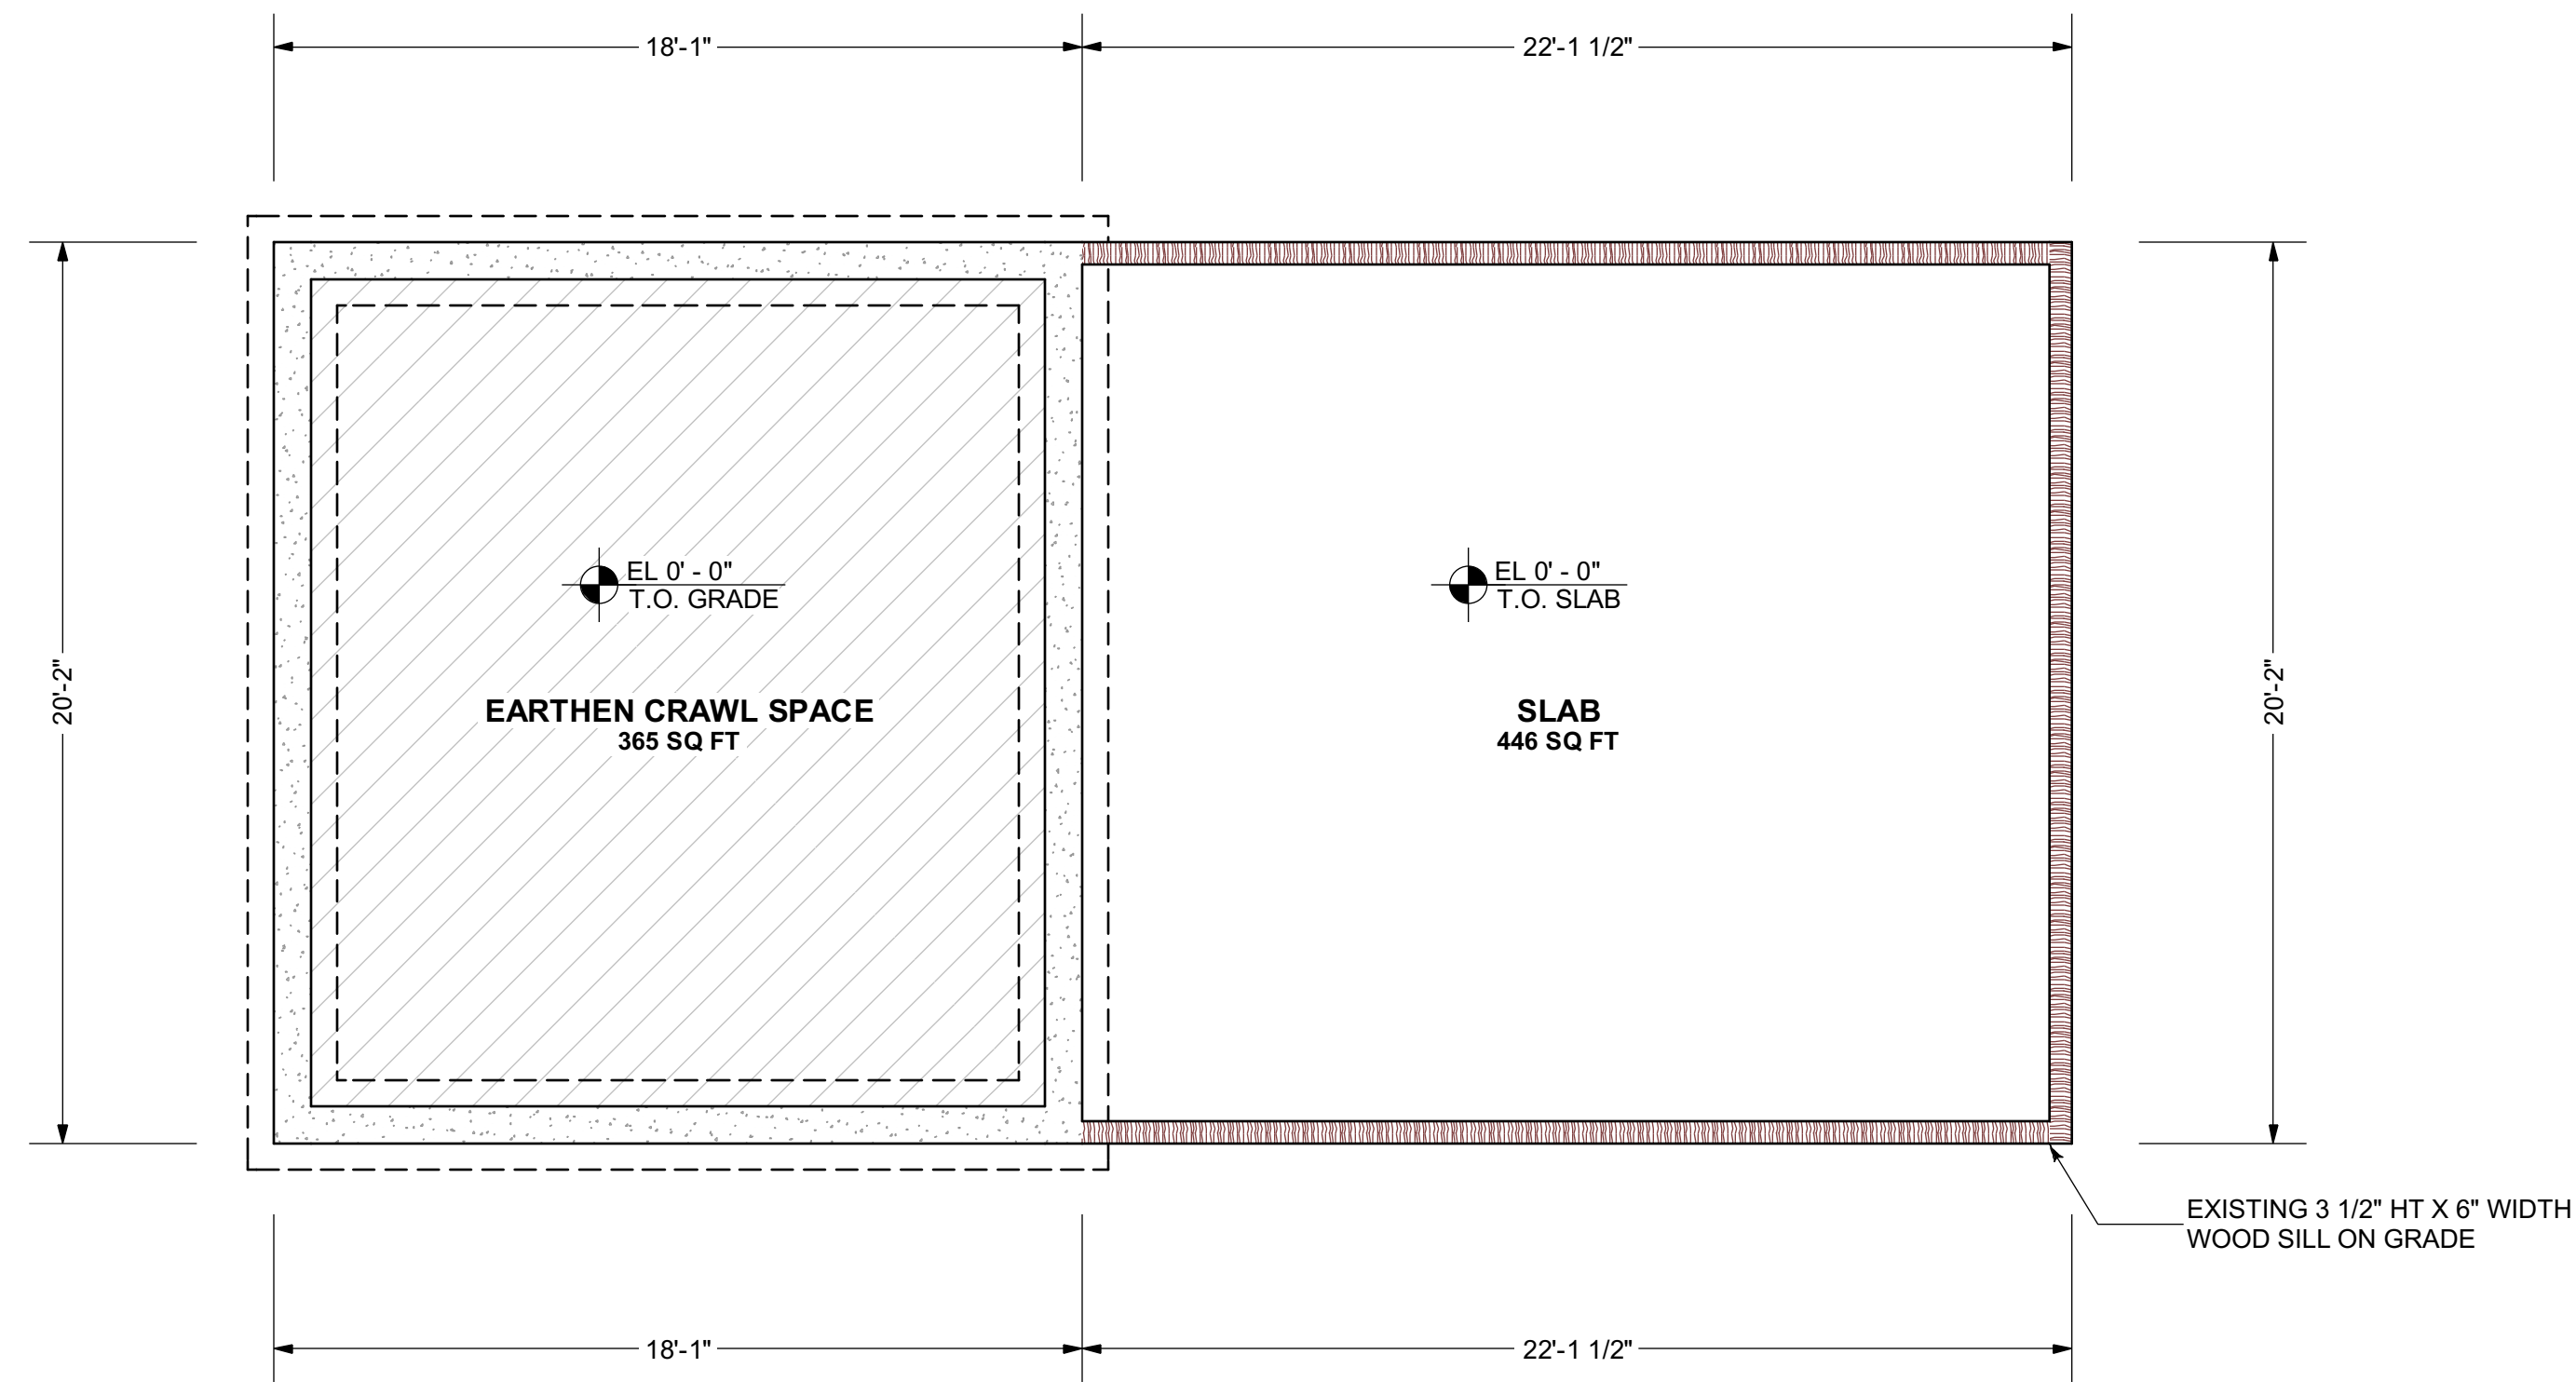 18'-1"
22'-1 1/2"
EL 0' - 0"
T.O. GRADE
EL 0' - 0"
T.O. SLAB
20'-2"
20'-2"
EARTHEN CRAWL SPACE
365 SQ FT
SLAB
446 SQ FT
EXISTING 3 1/2" HT X 6" WIDTH
WOOD SILL ON GRADE
18'-1"
22'-1 1/2"